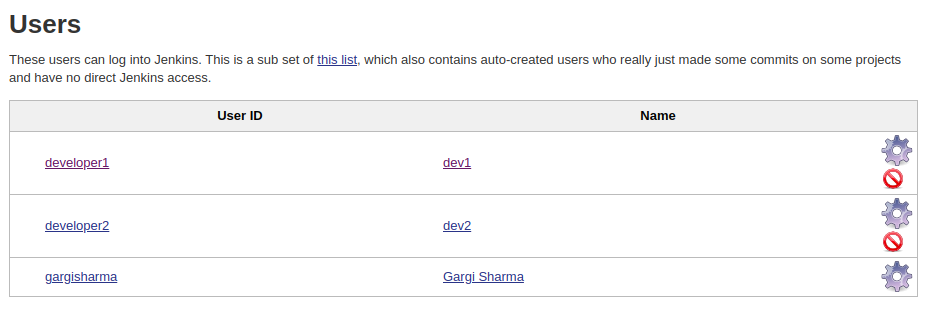 Users
These users can log into Jenkins. This is a sub set of this list, which also contains auto-created users who really just made some commits on some projects
and have no direct Jenkins access.
User ID Name
developer1 dev1
developer2 dev2
gargisharma Gargi Sharma